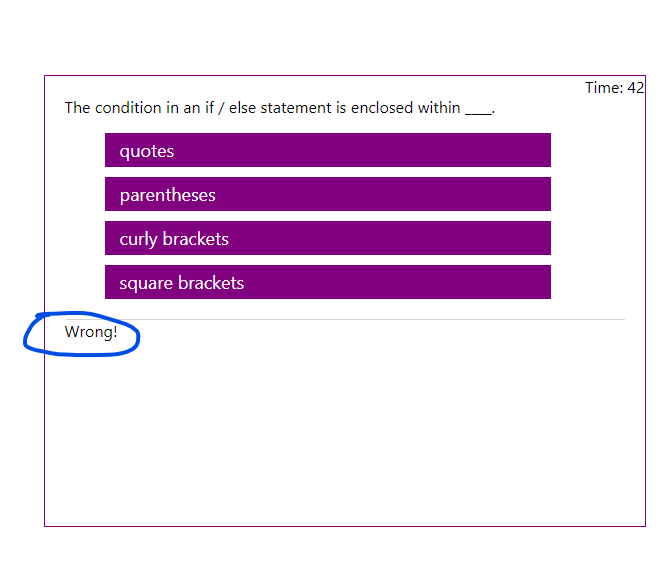 Time: 42
The condition in an if / else statement is enclosed within ____.
quotes
parentheses
curly brackets
square brackets
Wrong!